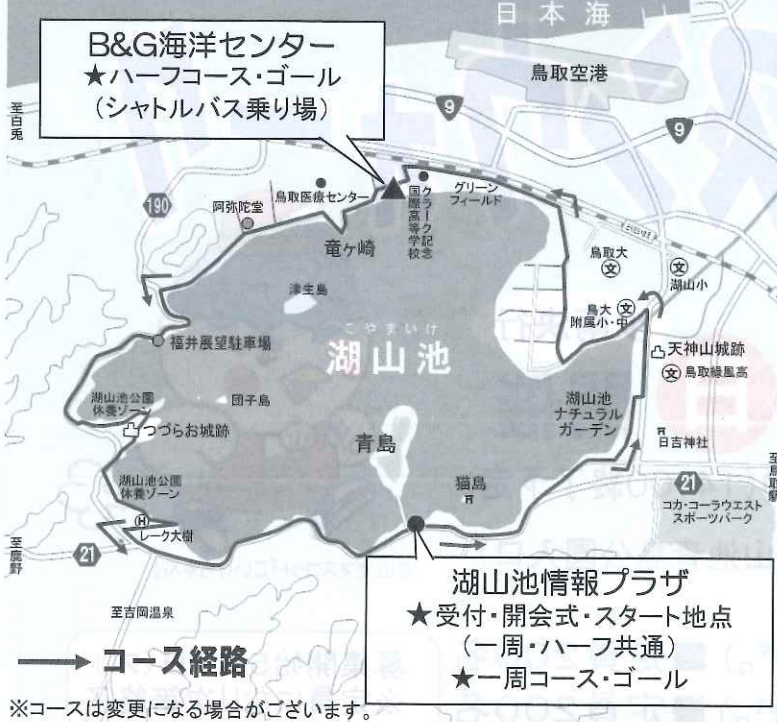 日本海
B&G海洋センター
★ハーフコース・ゴール
(シャトルバス乗り場)
鳥取空港
至白兎
9
9
190
阿弥陀堂
鳥取医療センター
クラーク記念
国際高等学校
グリーン
フィールド
竜ヶ崎
鳥取大
文
文
湖山小
津生島
鳥大
附属小・中
文
こやまいけ
湖山池
福井展望駐車場
天神山城跡
文 鳥取緑風高
湖山池公園
休養ゾーン
団子島
湖山池
ナチュラル
ガーデン
つづらお城跡
青島
日吉神社
湖山池公園
休養ゾーン
猫島
至鳥取駅
21
コカ・コーラウエスト
スポーツパーク
H
レーク大樹
至鹿野
21
至吉岡温泉
湖山池情報プラザ
★受付・開会式・スタート地点
(一周・ハーフ共通)
★一周コース・ゴール
コース経路
※コースは変更になる場合がございます。